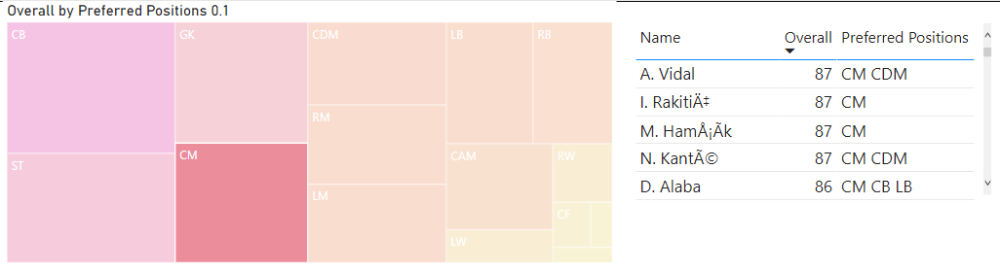 Overall by Preferred Positions 0.1
CB
GK
CDM
LB
RB
RM
ST
CM
CAM
RW
LM
CF
LW
Name Overall Preferred Positions
A. Vidal 87 CM CDM
I. RakitiÄ‡ 87 CM
M. HamÅ¡Ãk 87 CM
N. KantÃ© 87 CM CDM
D. Alaba 86 CM CB LB